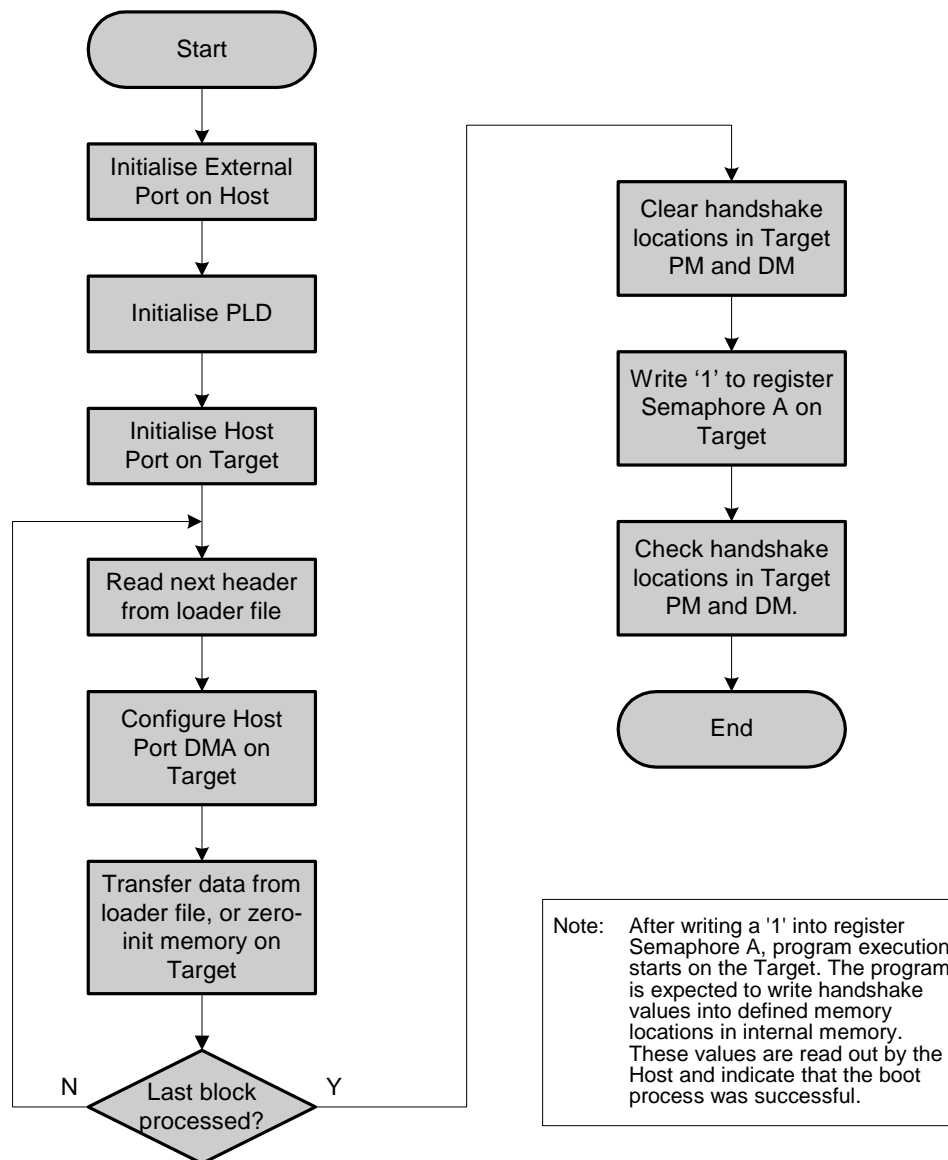 Start
Initialise External
Port on Host
Initialise PLD
Initialise Host
Port on Target
Read next header
from loader file
Configure Host
Port DMA on
Target
Transfer data from
loader file, or zero-
init memory on
Target
N
Last block
processed?
Y
Clear handshake
locations in Target
PM and DM
Write ‘1’ to register
Semaphore A on
Target
Check handshake
locations in Target
PM and DM.
End
Note: After writing a '1' into register
Semaphore A, program execution
starts on the Target. The program
is expected to write handshake
values into defined memory
locations in internal memory.
These values are read out by the
Host and indicate that the boot
process was successful.